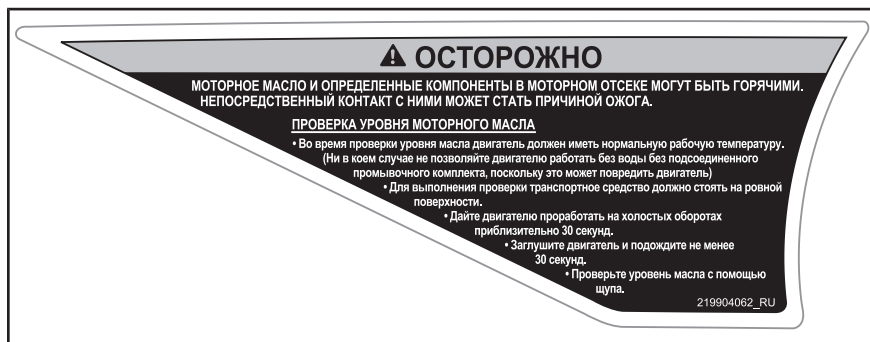 ⚠ ОСТОРОЖНО
МОТОРНОЕ МАСЛО И ОПРЕДЕЛЕННЫЕ КОМПОНЕНТЫ В МОТОРНОМ ОТСЕКЕ МОГУТ БЫТЬ ГОРЯЧИМИ.
НЕПОСРЕДСТВЕННЫЙ КОНТАКТ С НИМИ МОЖЕТ СТАТЬ ПРИЧИНОЙ ОЖОГА.
ПРОВЕРКА УРОВНЯ МОТОРНОГО МАСЛА
• Во время проверки уровня масла двигатель должен иметь нормальную рабочую температуру.
(Ни в коем случае не позволяйте двигателю работать без воды без подсоединенного
промывочного комплекта, поскольку это может повредить двигатель)
• Для выполнения проверки транспортное средство должно стоять на ровной
поверхности.
• Дайте двигателю проработать на холостых оборотах
приблизительно 30 секунд.
• Заглушите двигатель и подождите не менее
30 секунд.
• Проверьте уровень масла с помощью
щупа.
219904062_RU